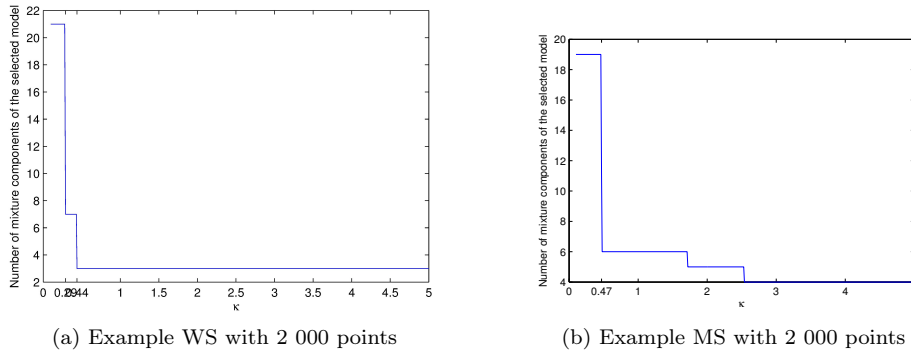 Number of mixture components of the selected model
22
20
18
16
14
12
10
8
6
4
2
0 0.29 0.44 1 1.5 2 2.5 3 3.5 4 4.5 5
κ
(a) Example WS with 2 000 points
Number of mixture components of the selected model
20
18
16
14
12
10
8
6
4
0 0.47 1 2 3 4
κ
(b) Example MS with 2 000 points